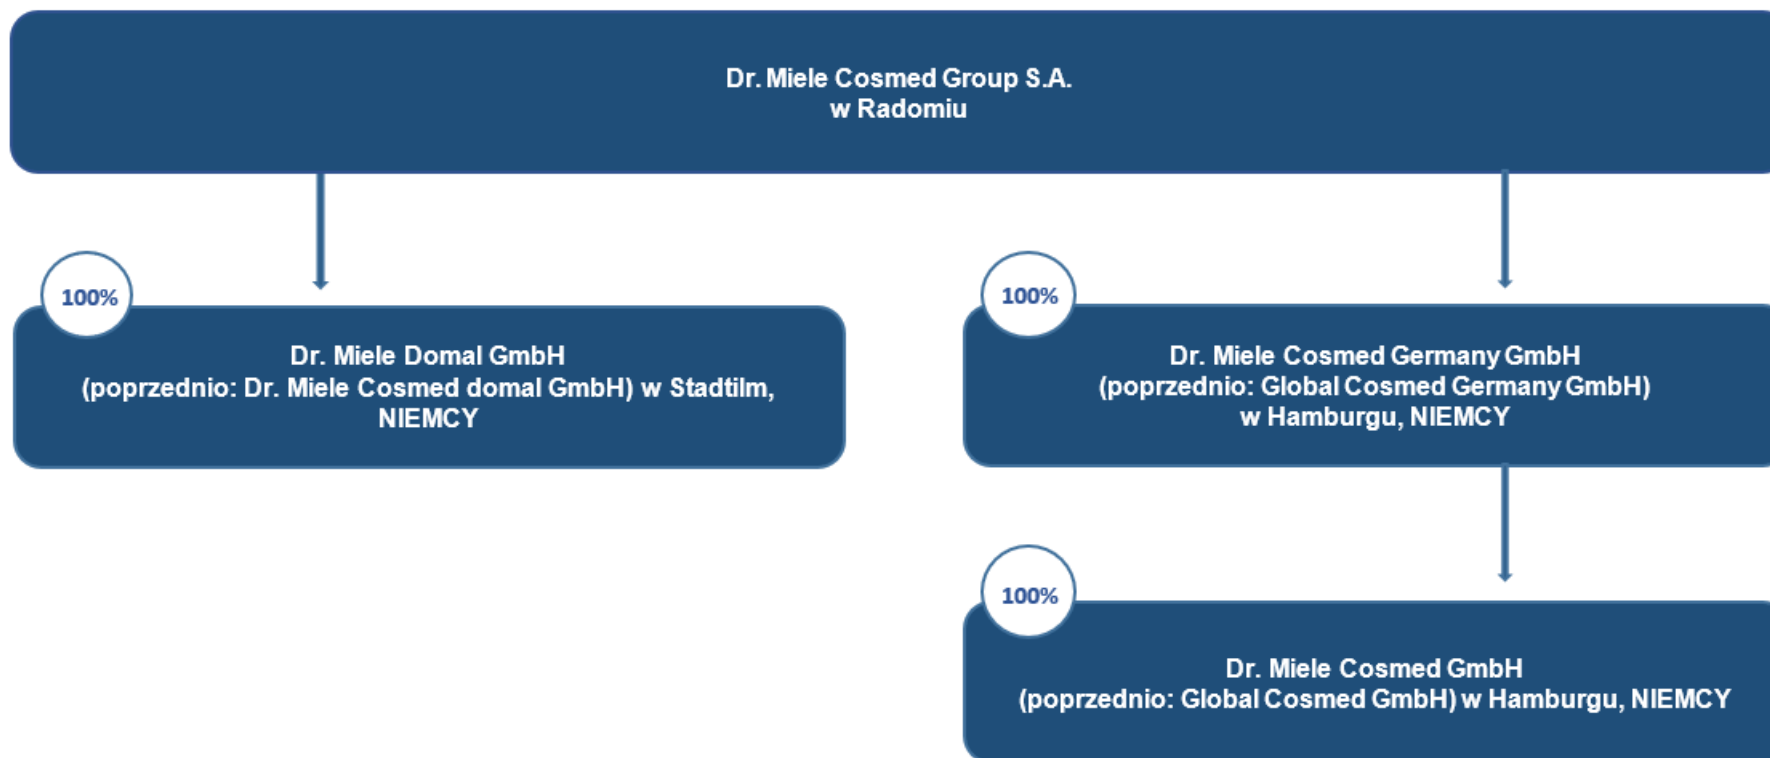 Dr. Miele Cosmed Group S.A.
w Radomiu
100%
Dr. Miele Domal GmbH
(poprzednio: Dr. Miele Cosmed domal GmbH) w Stadtilm,
NIEMCY
100%
Dr. Miele Cosmed Germany GmbH
(poprzednio: Global Cosmed Germany GmbH)
w Hamburgu, NIEMCY
100%
Dr. Miele Cosmed GmbH
(poprzednio: Global Cosmed GmbH) w Hamburgu, NIEMCY